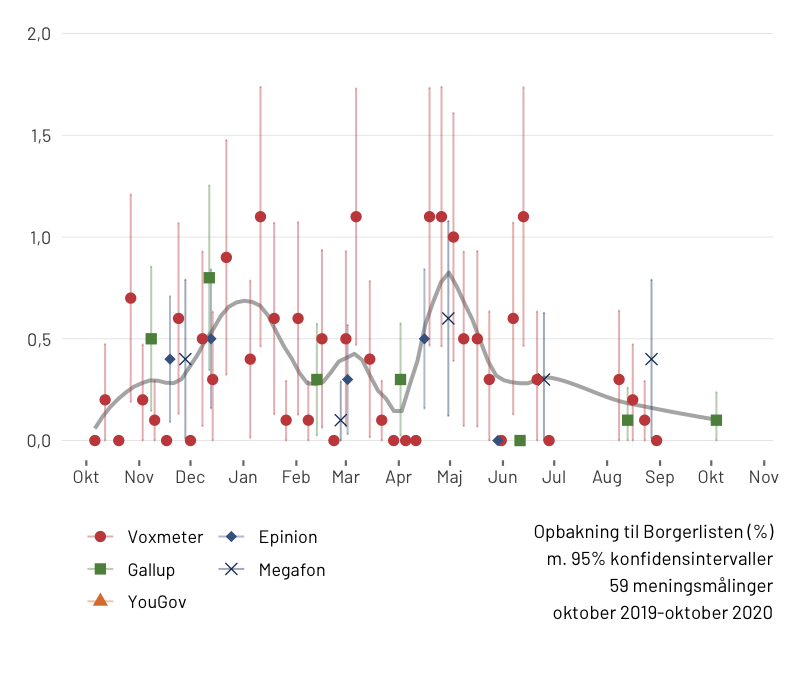 2,0
1,5
1,0
0,5
0,0
Okt Nov Dec Jan Feb Mar Apr Maj Jun Jul Aug Sep Okt Nov
Voxmeter Epinion
Gallup Megafon
YouGov
Opbakning til Borgerlisten (%)
m. 95% konfidensintervaller
59 meningsmålinger
oktober 2019-oktober 2020